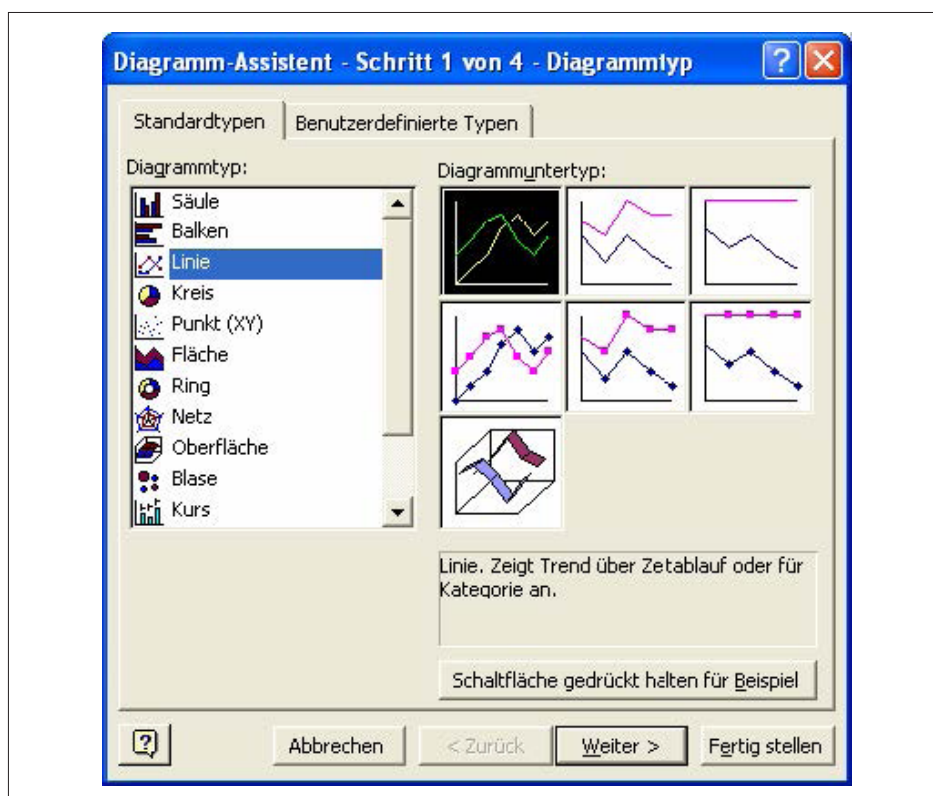 Diagramm-Assistent - Schritt 1 von 4 - Diagrammtyp
Standardtypen
Benutzerdefinierte Typen
Diagrammtyp:
Säule
Balken
Linie
Kreis
Punkt (XY)
Fläche
Ring
Netz
Oberfläche
Blase
Kurs
Diagrammuntertyp:
Linie. Zeigt Trend über Zetablauf oder für
Kategorie an.
Schaltfläche gedrückt halten für Beispiel
Abbrechen
< Zurück
Weiter >
Fertig stellen